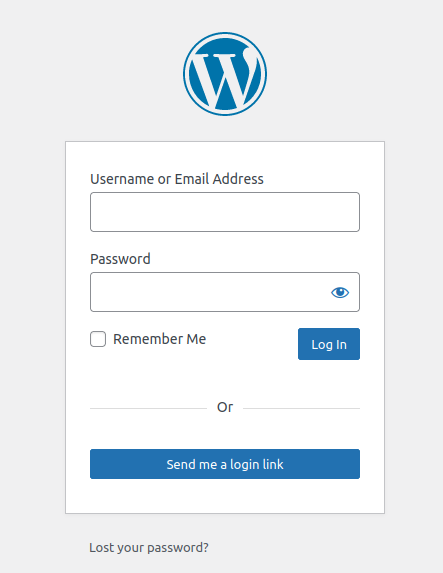 Username or Email Address
Password
Remember Me
Log In
Or
Send me a login link
Lost your password?